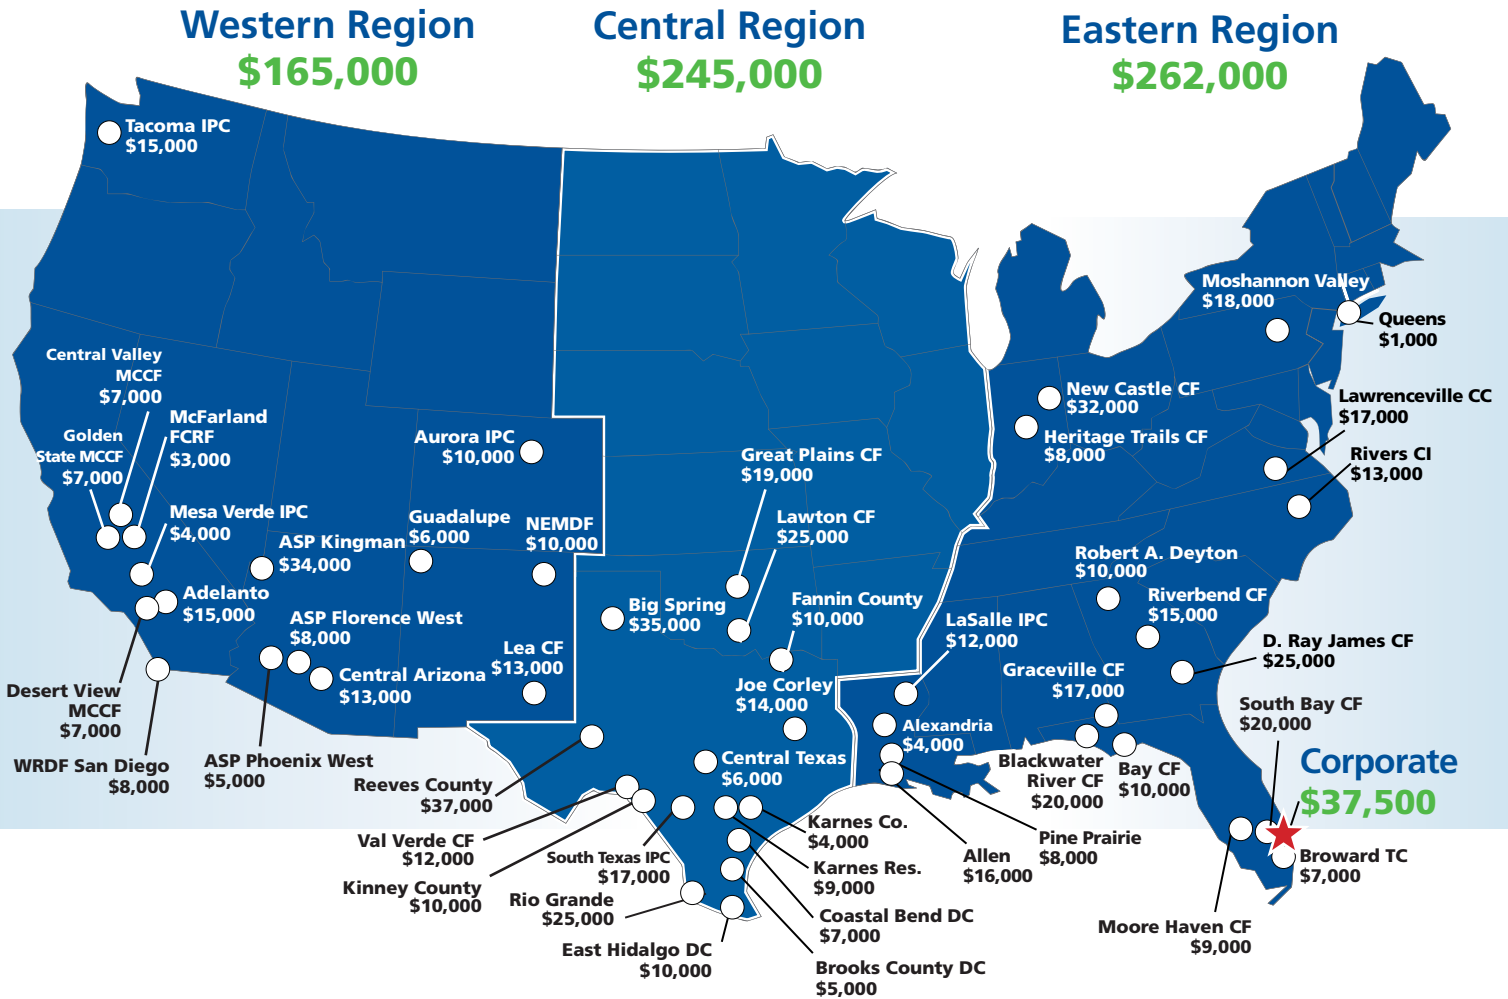 Western Region
$165,000
Central Region
$245,000
Eastern Region
$262,000
Tacoma IPC
$15,000
Central Valley
MCCF
$7,000
McFarland
FCRF
$3,000
Golden
State MCCF
$7,000
Mesa Verde IPC
$4,000
Adelanto
$15,000
Desert View
MCCF
$7,000
WRDF San Diego
$8,000
ASP Kingman
$34,000
ASP Florence West
$8,000
Central Arizona
$13,000
ASP Phoenix West
$5,000
Aurora IPC
$10,000
Guadalupe
$6,000
NEMDF
$10,000
Lea CF
$13,000
Great Plains CF
$19,000
Lawton CF
$25,000
Big Spring
$35,000
Fannin County
$10,000
Joe Corley
$14,000
Central Texas
$6,000
Reeves County
$37,000
Val Verde CF
$12,000
Kinney County
$10,000
South Texas IPC
$17,000
Rio Grande
$25,000
East Hidalgo DC
$10,000
Karnes Co.
$4,000
Karnes Res.
$9,000
Coastal Bend DC
$7,000
Brooks County DC
$5,000
Moshannon Valley
$18,000
Queens
$1,000
New Castle CF
$32,000
Heritage Trails CF
$8,000
Lawrenceville CC
$17,000
Rivers CI
$13,000
Robert A. Deyton
$10,000
Riverbend CF
$15,000
D. Ray James CF
$25,000
LaSalle IPC
$12,000
Graceville CF
$17,000
Alexandria
$4,000
Blackwater
River CF
$20,000
Bay CF
$10,000
Pine Prairie
$8,000
Allen
$16,000
South Bay CF
$20,000
Corporate
$37,500
Broward TC
$7,000
Moore Haven CF
$9,000